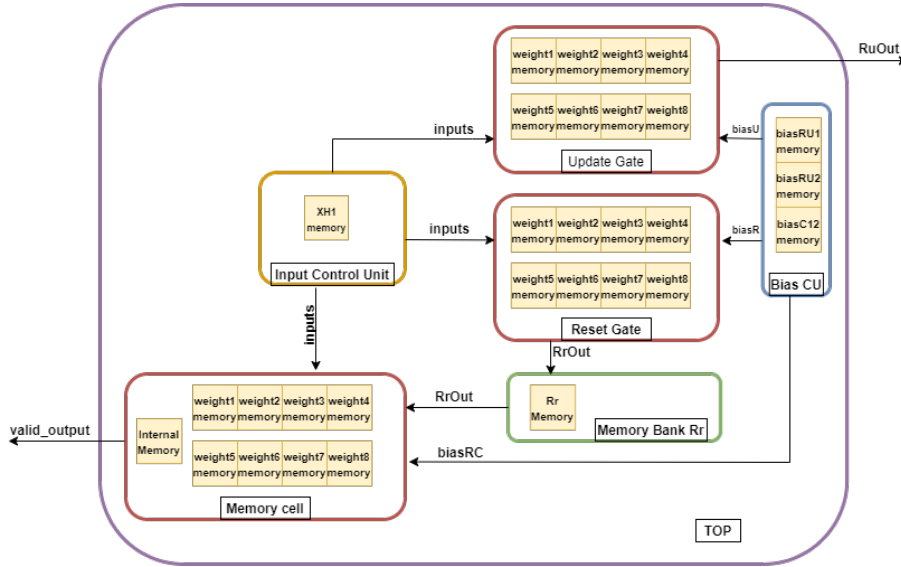 weight1 weight2 weight3 weight4
memory memory memory memory
weight5 weight6 weight7 weight8
memory memory memory memory
Update Gate
RuOut
inputs
biasU
biasRU1
memory
biasRU2
memory
biasC12
memory
Bias CU
XH1
memory
Input Control Unit
inputs
biasR
weight1 weight2 weight3 weight4
memory memory memory memory
weight5 weight6 weight7 weight8
memory memory memory memory
Reset Gate
inputs
RrOut
Rr
Memory
Memory Bank Rr
RrOut
biasRC
valid_output
Internal
Memory
weight1 weight2 weight3 weight4
memory memory memory memory
weight5 weight6 weight7 weight8
memory memory memory memory
Memory cell
TOP